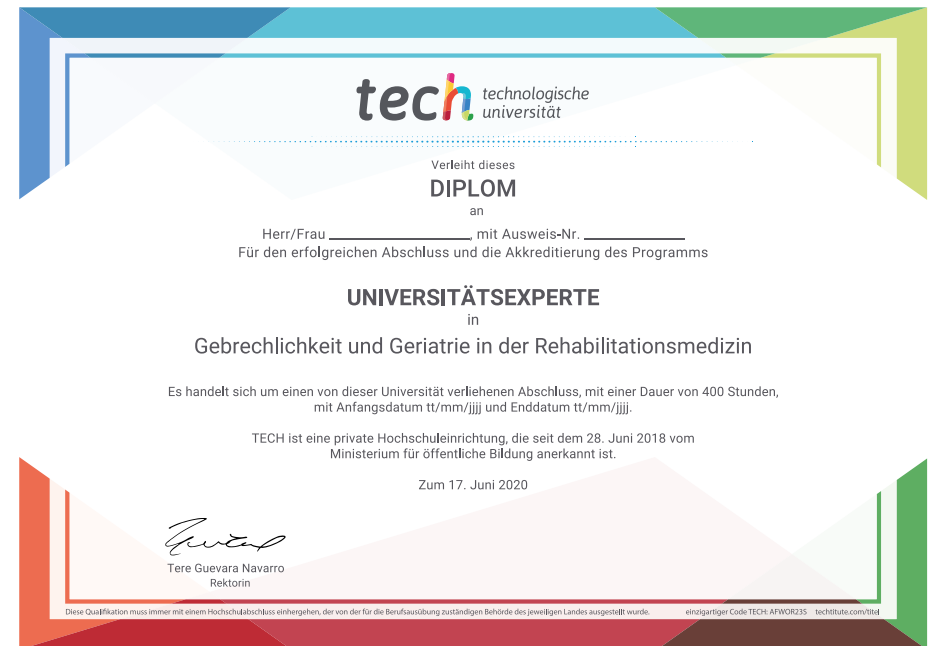 tech technologische
universität
Verleiht dieses
DIPLOM
an
Herr/Frau ____________________, mit Ausweis-Nr. ______________
Für den erfolgreichen Abschluss und die Akkreditierung des Programms
UNIVERSITÄTSEXPERTE
in
Gebrechlichkeit und Geriatrie in der Rehabilitationsmedizin
Es handelt sich um einen von dieser Universität verliehenen Abschluss, mit einer Dauer von 400 Stunden,
mit Anfangsdatum tt/mm/jjjj und Enddatum tt/mm/jjjj.
TECH ist eine private Hochschuleinrichtung, die seit dem 28. Juni 2018 vom
Ministerium für öffentliche Bildung anerkannt ist.
Zum 17. Juni 2020
Tere Guevara Navarro
Rektorin
Diese Qualifikation muss immer mit einem Hochschulabschluss einhergehen, der von der für die Berufsausübung zuständigen Behörde des jeweiligen Landes ausgestellt wurde. einzigartiger Code TECH: AFWOR23S techtitute.com/titel